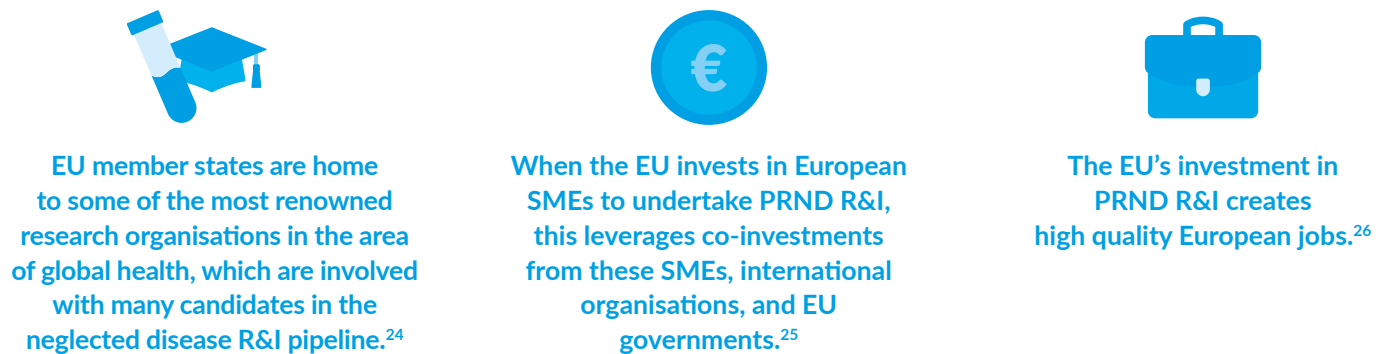 €
EU member states are home
to some of the most renowned
research organisations in the area
of global health, which are involved
with many candidates in the
neglected disease R&I pipeline.24
When the EU invests in European
SMEs to undertake PRND R&I,
this leverages co-investments
from these SMEs, international
organisations, and EU
governments.25
The EU’s investment in
PRND R&I creates
high quality European jobs.26